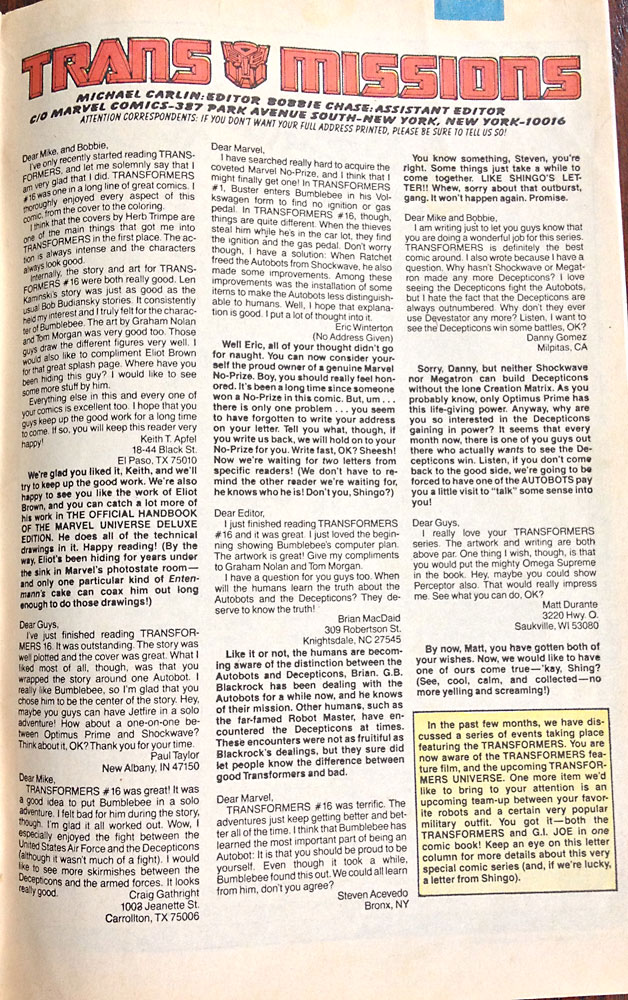 TRANS MISSIONS
MICHAEL CARLIN: EDITOR BOBBIE CHASE: ASSISTANT EDITOR
C/O MARVEL COMICS-387 PARK AVENUE SOUTH-NEW YORK, NEW YORK-10016
ATTENTION CORRESPONDENTS: IF YOU DON'T WANT YOUR FULL ADDRESS PRINTED, PLEASE BE SURE TO TELL US SO!
Dear Mike, and Bobbie,
I've only recently started reading TRANS-
FORMERS, and let me solemnly say that I
am very glad that I did. TRANSFORMERS
#16 was one in a long line of great comics. I
thoroughly enjoyed every aspect of this
comic, from the cover to the coloring.
I think that the covers by Herb Trimpe are
one of the main things that got me into
TRANSFORMERS in the first place. The ac-
tion is always intense and the characters
always look good.
Internally, the story and art for TRANS-
FORMERS #16 were both really good. Len
Kaminski's story was just as good as the
usual Bob Budiansky stories. It consistently
held my interest and I truly felt for the charac-
ter of Bumblebee. The art by Graham Nolan
and Tom Morgan was very good too. Those
guys draw the different figures very well. I
would also like to compliment Eliot Brown
for that great splash page. Where have you
been hiding this guy? I would like to see
some more stuff by him.
Everything else in this and every one of
your comics is excellent too. I hope that you
guys keep up the good work for a long time
to come. If so, you will keep this reader very
happy!
Keith T. Apfel
18-44 Black St.
El Paso, TX 75010
We're glad you liked it, Keith, and we'll
try to keep up the good work. We're also
happy to see you like the work of Eliot
Brown, and you can catch a lot more of
his work in THE OFFICIAL HANDBOOK
OF THE MARVEL UNIVERSE DELUXE
EDITION. He does all of the technical
drawings in it. Happy reading! (By the
way, Eliot's been hiding for years under
the sink in Marvel's photostate room—
and only one particular kind of Enten-
mann's cake can coax him out long
enough to do those drawings!)
Dear Guys,
I've just finished reading TRANSFOR-
MERS 16. It was outstanding. The story was
well plotted and the cover was great. What I
liked most of all, though, was that you
wrapped the story around one Autobot. I
really like Bumblebee, so I'm glad that you
chose him to be the center of the story. Hey,
maybe you guys can have Jetfire in a solo
adventure! How about a one-on-one be-
tween Optimus Prime and Shockwave?
Think about it, OK? Thank you for your time.
Paul Taylor
New Albany, IN 47150
Dear Mike,
TRANSFORMERS #16 was great! It was
a good idea to put Bumblebee in a solo
adventure. I felt bad for him during the story,
though. I'm glad it all worked out. Wow, I
especially enjoyed the fight between the
United States Air Force and the Decepticons
(although it wasn't much of a fight). I would
like to see more skirmishes between the
Decepticons and the armed forces. It looks
really good.
Craig Gathright
1003 Jeanette St.
Carrollton, TX 75006
Dear Marvel,
I have searched really hard to acquire the
coveted Marvel No-Prize, and I think that I
might finally get one! In TRANSFORMERS
#1, Buster enters Bumblebee in his Vol-
kswagen form to find no ignition or gas
pedal. In TRANSFORMERS #16, though,
things are quite different. When the thieves
steal him while he's in the car lot, they find
the ignition and the gas pedal. Don't worry
though, I have a solution: When Ratchet
freed the Autobots from Shockwave, he also
made some improvements. Among these
improvements was the installation of some
items to make the Autobots less distinguish-
able to humans. Well, I hope that explana-
tion is good. I put a lot of thought into it.
Eric Winterton
(No Address Given)
Well Eric, all of your thought didn't go
for naught. You can now consider your-
self the proud owner of a genuine Marvel
No-Prize. Boy, you should really feel hon-
ored. It's been a long time since someone
won a No-Prize in this comic. But, um . . .
there is only one problem . . . you seem
to have forgotten to write your address
on your letter. Tell you what, though, if
you write us back, we will hold on to your
No-Prize for you. Write fast, OK? Sheesh!
Now we're waiting for two letters from
specific readers! (We don't have to re-
mind the other reader we're waiting for,
he knows who he is! Don't you, Shingo?)
Dear Editor,
I just finished reading TRANSFORMERS
#16 and it was great. I just loved the begin-
ning showing Bumblebee's computer plan.
The artwork is great! Give my compliments
to Graham Nolan and Tom Morgan.
I have a question for you guys too. When
will the humans learn the truth about the
Autobots and the Decepticons? They de-
serve to know the truth!
Brian MacDaid
309 Robertson St.
Knightsdale, NC 27545
Like it or not, the humans are becom-
ing aware of the distinction between the
Autobots and Decepticons, Brian. G.B.
Blackrock has been dealing with the
Autobots for a while now, and he knows
of their mission. Other humans, such as
the far-famed Robot Master, have en-
countered the Decepticons at times.
These encounters were not as fruitful as
Blackrock's dealings, but they sure did
let people know the difference between
good Transformers and bad.
Dear Marvel,
TRANSFORMERS #16 was terrific. The
adventures just keep getting better and bet-
ter all of the time. I think that Bumblebee has
learned the most important part of being an
Autobot: It is that you should be proud to be
yourself. Even though it took a while,
Bumblebee found this out. We could all learn
from him, don't you agree?
Steven Acevedo
Bronx, NY
You know something, Steven, you're
right. Some things just take a while to
come together. LIKE SHINGO'S LET-
TER!! Whew, sorry about that outburst,
gang. It won't happen again. Promise.
Dear Mike and Bobbie,
I am writing just to let you guys know that
you are doing a wonderful job for this series.
TRANSFORMERS is definitely the best
comic around. I also wrote because I have a
question. Why hasn't Shockwave or Megat-
ron made any more Decepticons? I love
seeing the Decepticons fight the Autobots,
but I hate the fact that the Decepticons are
always outnumbered. Why don't they ever
use Devastator any more? Listen, I want to
see the Decepticons win some battles, OK?
Danny Gomez
Milpitas, CA
Sorry, Danny, but neither Shockwave
nor Megatron can build Decepticons
without the lone Creation Matrix. As you
probably know, only Optimus Prime has
this life-giving power. Anyway, why are
you so interested in the Decepticons
gaining in power? It seems that every
month now, there is one of you guys out
there who actually wants to see the De-
cepticons win. Listen, if you don't come
back to the good side, we're going to be
forced to have one of the AUTOBOTS pay
you a little visit to "talk" some sense into
you!
Dear Guys,
I really love your TRANSFORMERS
series. The artwork and writing are both
above par. One thing I wish, though, is that
you would put the mighty Omega Supreme
in the book. Hey, maybe you could show
Perceptor also. That would really impress
me. See what you can do, OK?
Matt Durante
3220 Hwy. O.
Saukville, WI 53080
By now, Matt, you have gotten both of
your wishes. Now, we would like to have
one of ours come true—'kay, Shing?
(See, cool, calm, and collected—no
more yelling and screaming!)
In the past few months, we have dis-
cussed a series of events taking place
featuring the TRANSFORMERS. You are
now aware of the TRANSFORMERS fea-
ture film, and the upcoming TRANSFOR-
MERS UNIVERSE. One more item we'd
like to bring to your attention is an
upcoming team-up between your favor-
ite robots and a certain very popular
military outfit. You got it—both the
TRANSFORMERS and G.I. JOE in one
comic book! Keep an eye on this letter
column for more details about this very
special comic series (and, if we're lucky,
a letter from Shingo).